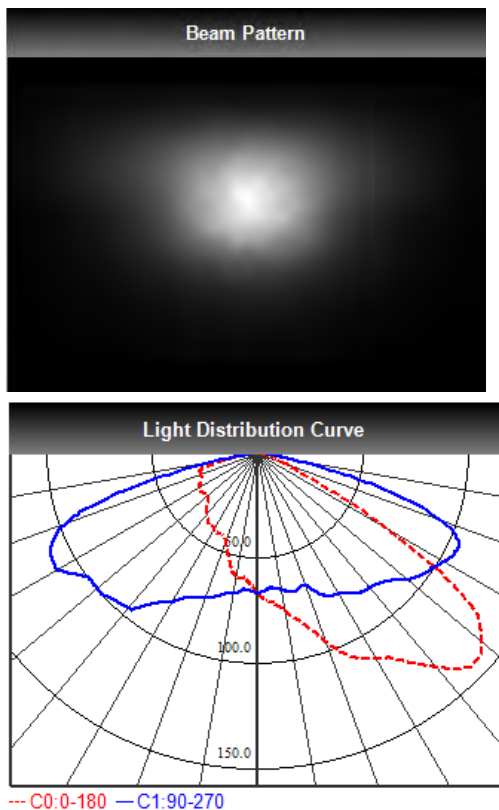 Beam Pattern
Light Distribution Curve
50.0
100.0
150.0
--- C0:0-180 — C1:90-270